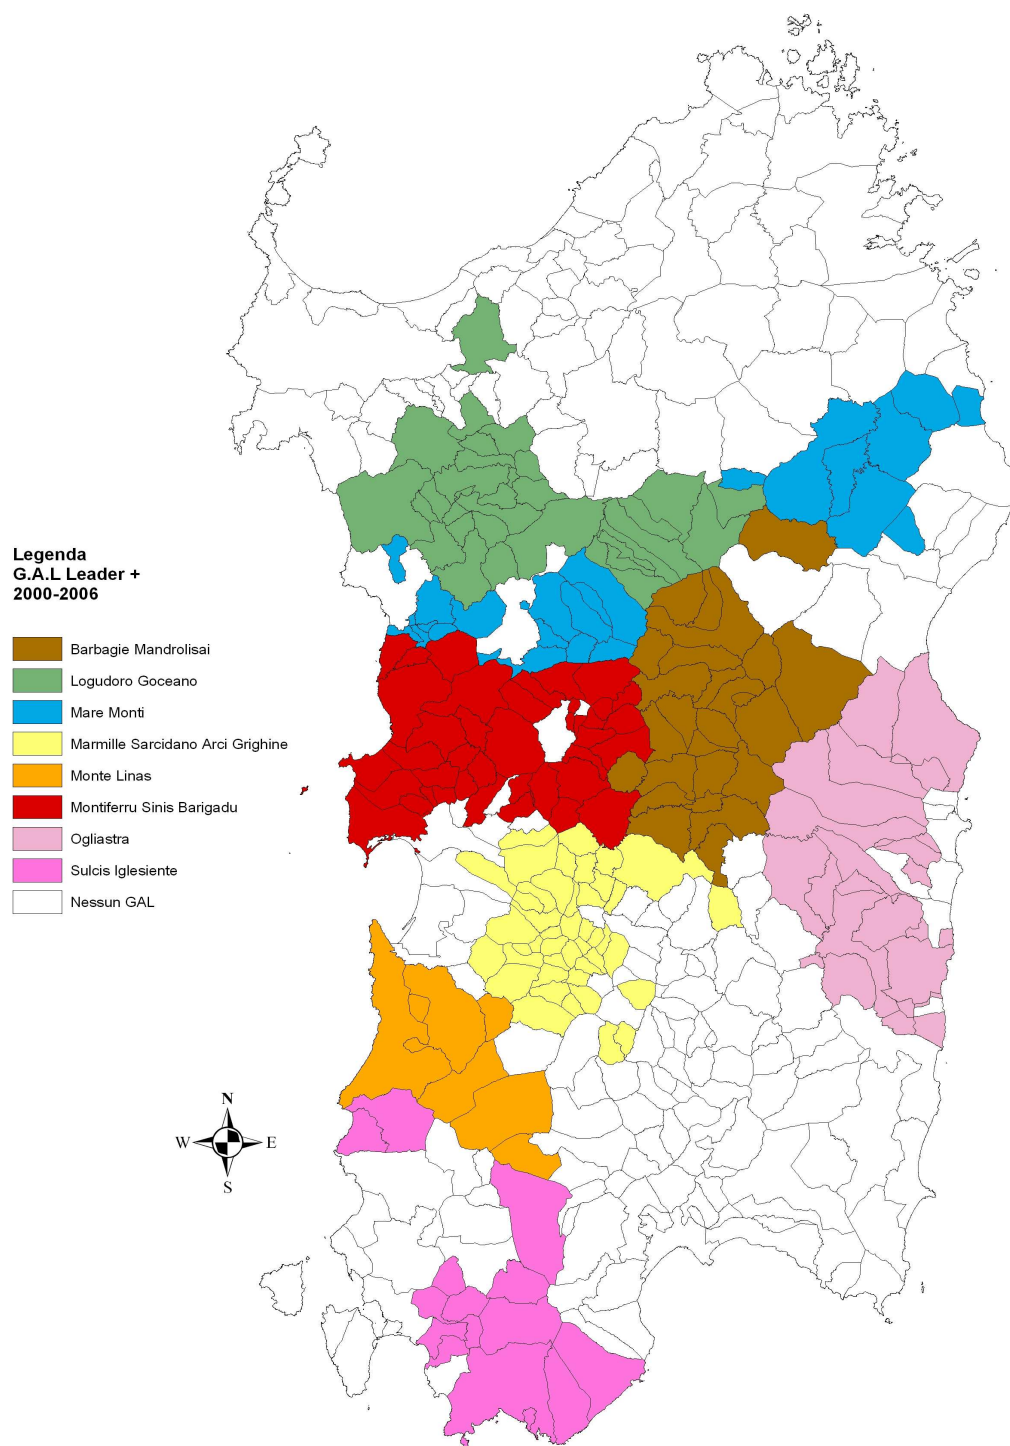 Legenda
G.A.L Leader +
2000-2006
Barbagie Mandrolisai
Logudoro Goceano
Mare Monti
Marmille Sarcidano Arci Grighine
Monte Linas
Montiferru Sinis Barigadu
Ogliastra
Sulcis Iglesiente
Nessun GAL
N
W E
S